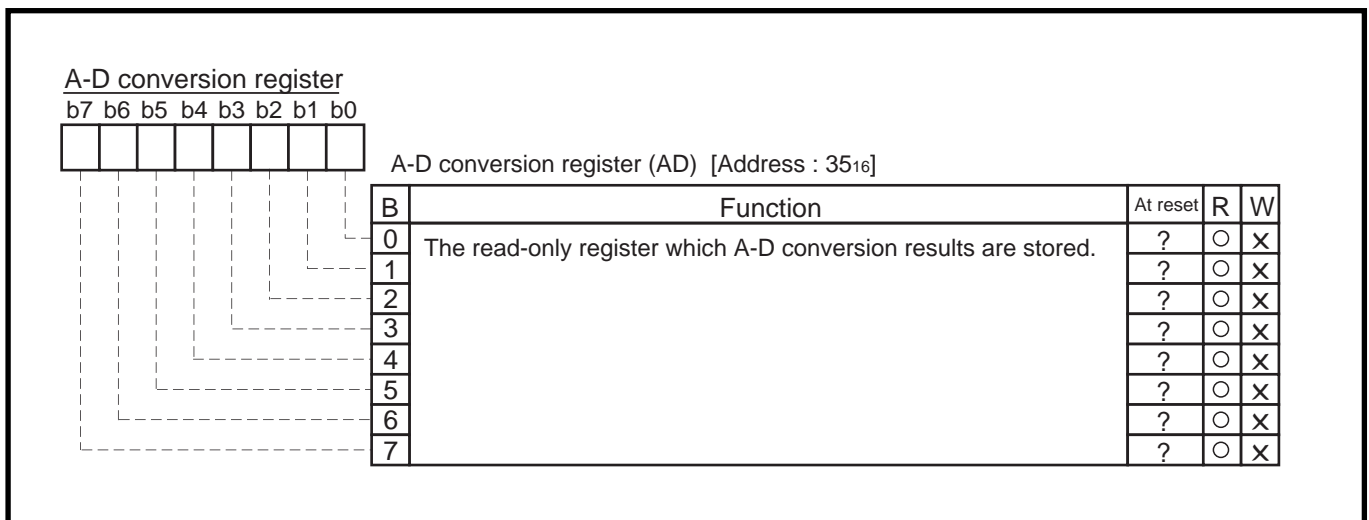 A-D conversion register
b7 b6 b5 b4 b3 b2 b1 b0
A-D conversion register (AD) [Address : 3516]
B Function At reset R W
0 The read-only register which A-D conversion results are stored. ? ○ ×
1 ? ○ ×
2 ? ○ ×
3 ? ○ ×
4 ? ○ ×
5 ? ○ ×
6 ? ○ ×
7 ? ○ ×